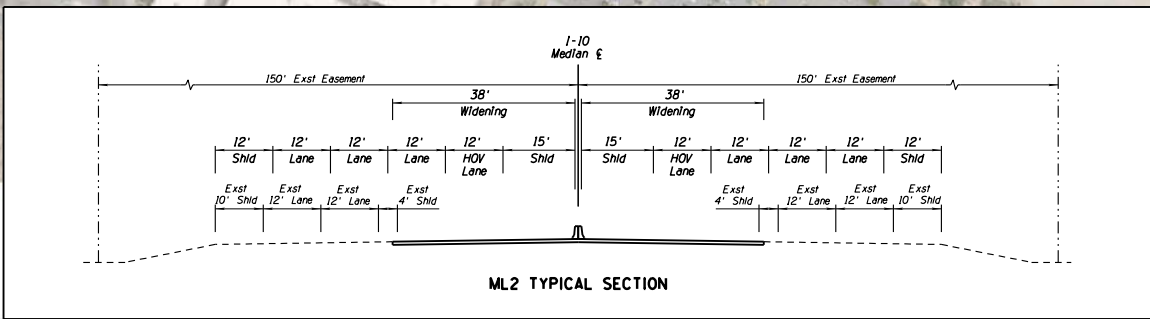 I-10
Median ℄
150' Exst Easement 150' Exst Easement
38' 38'
Widening Widening
12' 12' 12' 12' 12' 15' 15' 12' 12' 12' 12' 12'
Shld Lane Lane Lane HOV Shld Shld HOV Lane Lane Lane Shld
Lane Lane
Exst Exst Exst Exst Exst Exst Exst Exst
10' Shld 12' Lane 12' Lane 4' Shld 4' Shld 12' Lane 12' Lane 10' Shld
ML2 TYPICAL SECTION